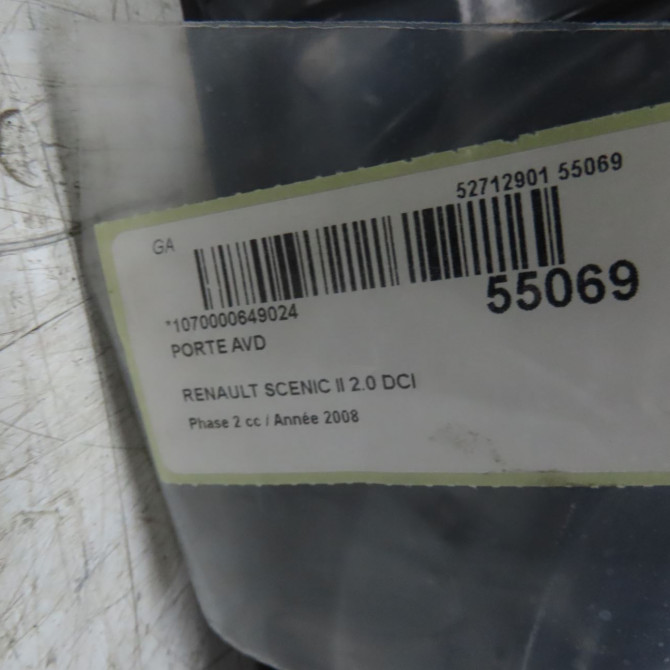 52712901 55069
GA
55069
*1070000649024
PORTE AVD
RENAULT SCENIC II 2.0 DCI
Phase 2 cc / Année 2008